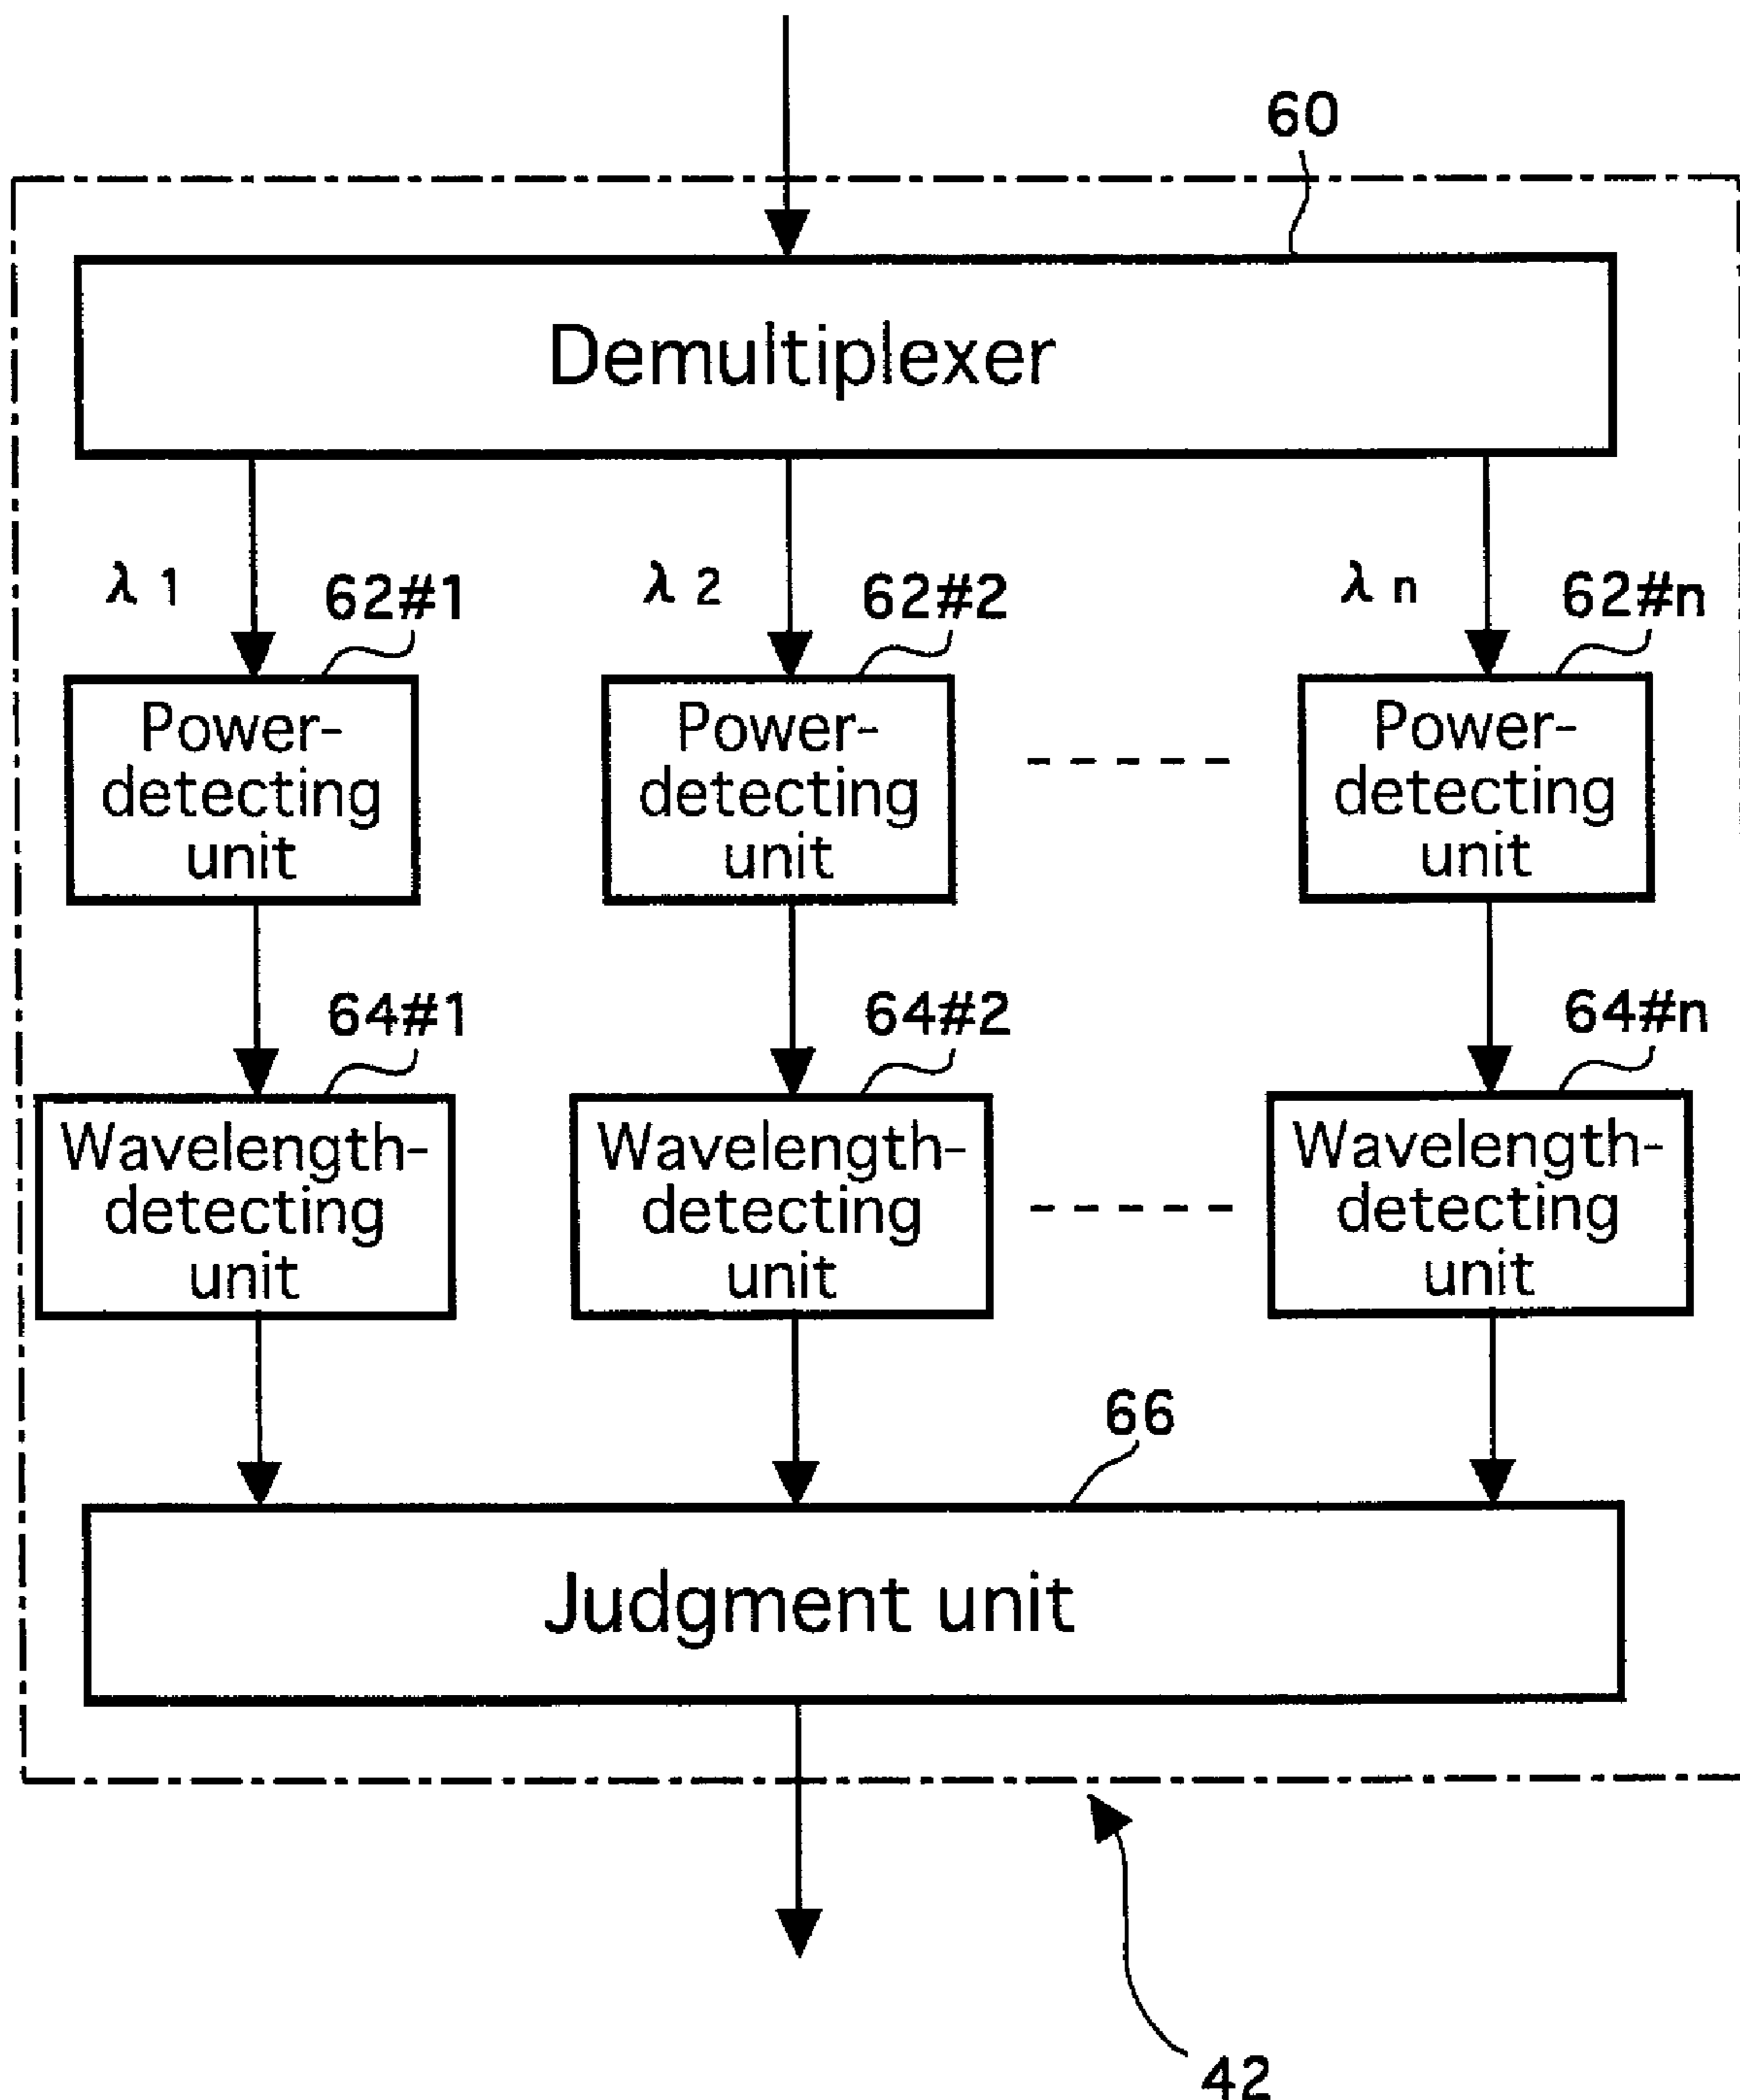 60
Demultiplexer
λ 1
62#1
λ 2
62#2
λ n
62#n
Power-
detecting
unit
Power-
detecting
unit
Power-
detecting
unit
64#1
64#2
64#n
Wavelength-
detecting
unit
Wavelength-
detecting
unit
Wavelength-
detecting
unit
66
Judgment unit
42